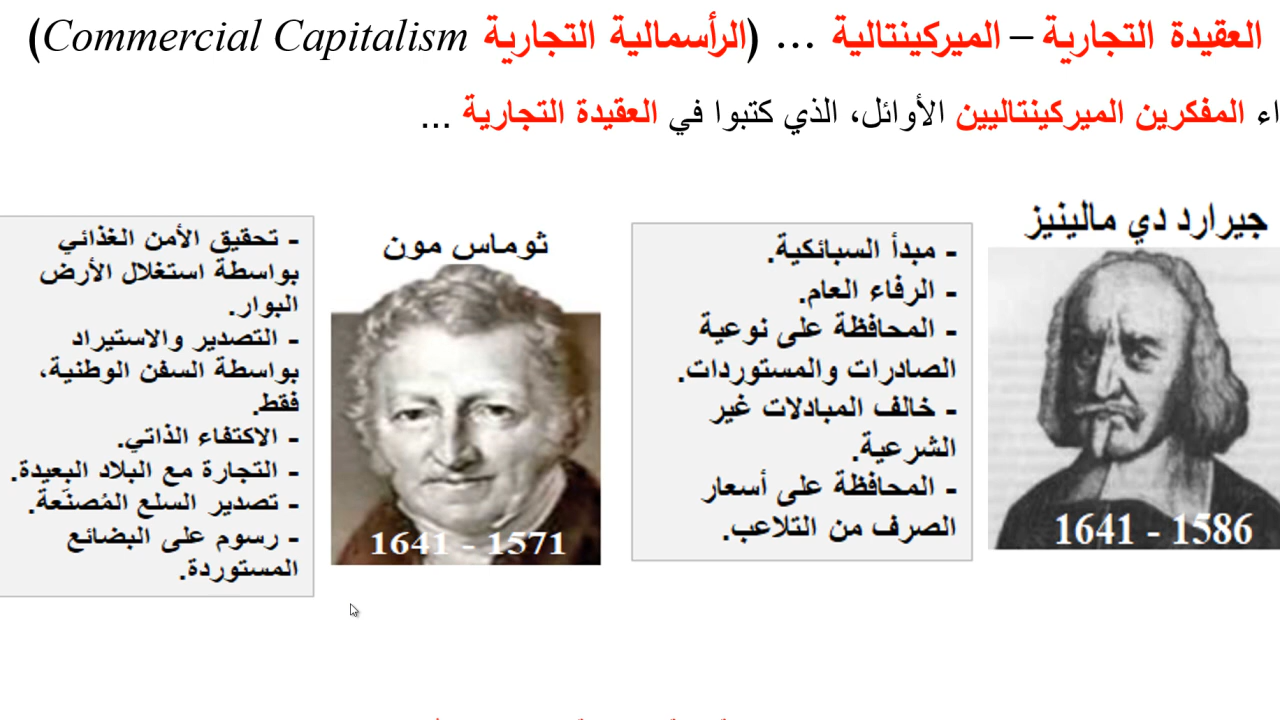 العقيدة التجارية – الميركينتالية ... (الرأسمالية التجارية Commercial Capitalism)
المفكرين الميركينتاليين الأوائل، الذي كتبوا في العقيدة التجارية ...
جيرارد دي مالينيز
1641 - 1586
- مبدأ السبائكية.
- الرفاء العام.
- المحافظة على نوعية
الصادرات والمستوردات.
- خالف المبادلات غير
الشرعية.
- المحافظة على أسعار
الصرف من التلاعب.
ثوماس مون
1641 - 1571
- تحقيق الأمن الغذائي
بواسطة استغلال الأرض
البوار.
- التصدير والاستيراد
بواسطة السفن الوطنية،
فقط.
- الاكتفاء الذاتي.
- التجارة مع البلاد البعيدة.
- تصدير السلع المُصنّعة.
- رسوم على البضائع
المستوردة.